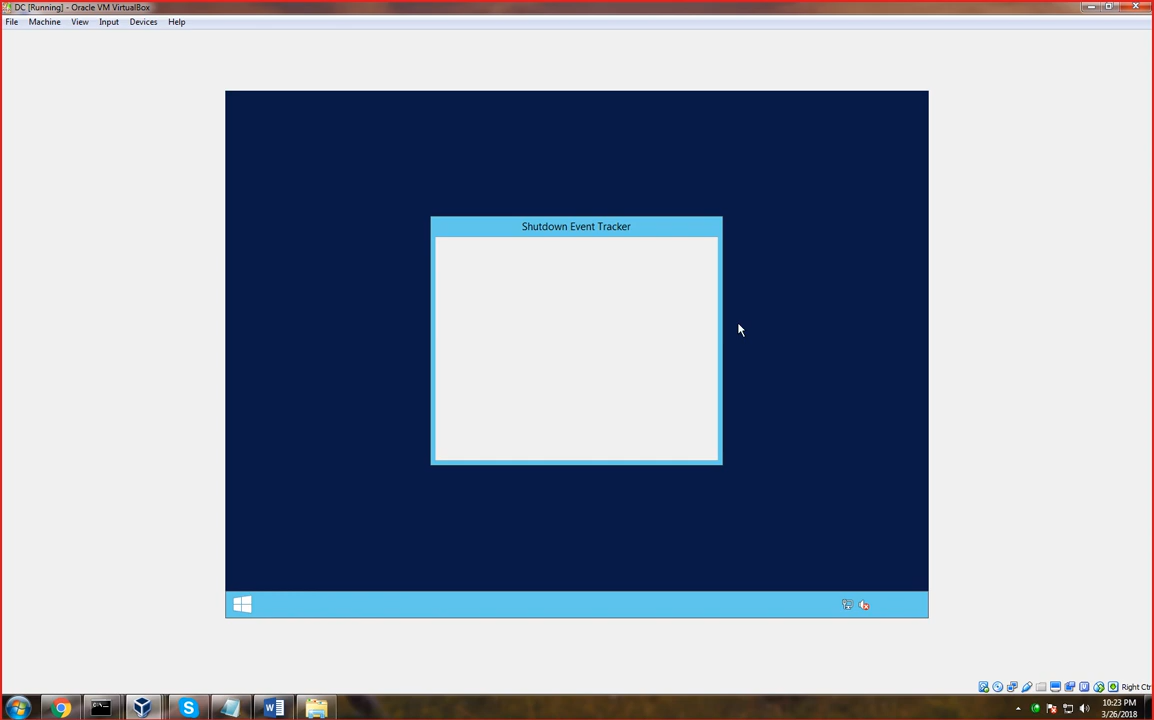 DC [Running] - Oracle VM VirtualBox
File Machine View Input Devices Help
Shutdown Event Tracker
Right Ctrl
10:23 PM
3/26/2018